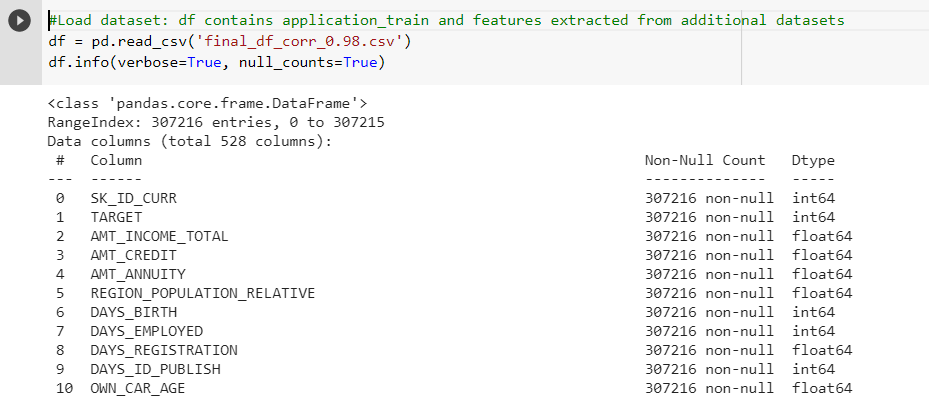 #Load dataset: df contains application_train and features extracted from additional datasets
df = pd.read_csv('final_df_corr_0.98.csv')
df.info(verbose=True, null_counts=True)
<class 'pandas.core.frame.DataFrame'>
RangeIndex: 307216 entries, 0 to 307215
Data columns (total 528 columns):
# Column Non-Null Count Dtype
--- ------ -------------- -----
0 SK_ID_CURR 307216 non-null int64
1 TARGET 307216 non-null int64
2 AMT_INCOME_TOTAL 307216 non-null float64
3 AMT_CREDIT 307216 non-null float64
4 AMT_ANNUITY 307216 non-null float64
5 REGION_POPULATION_RELATIVE 307216 non-null float64
6 DAYS_BIRTH 307216 non-null int64
7 DAYS_EMPLOYED 307216 non-null int64
8 DAYS_REGISTRATION 307216 non-null float64
9 DAYS_ID_PUBLISH 307216 non-null int64
10 OWN_CAR_AGE 307216 non-null float64